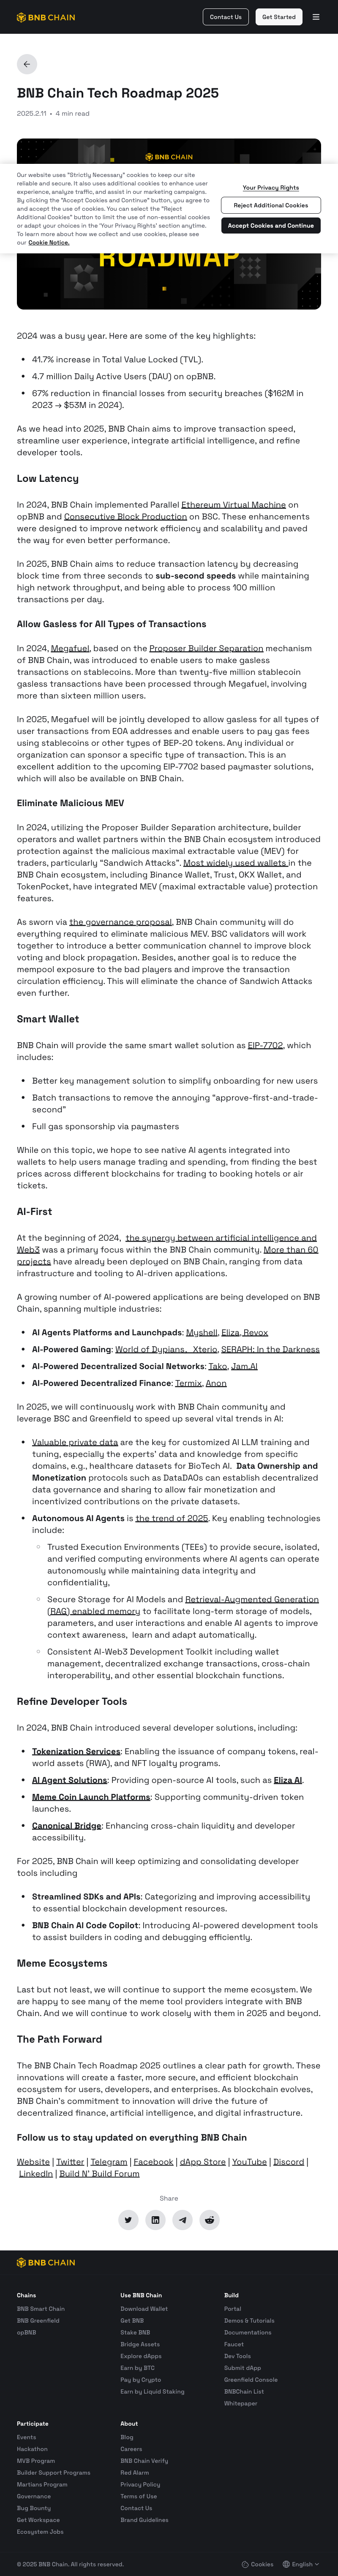 BNB CHAIN
Contact Us
Get Started
BNB Chain Tech Roadmap 2025
2025.2.11 • 4 min read
BNB CHAIN
Our website uses "Strictly Necessary" cookies to keep our site
reliable and secure. It also uses additional cookies to enhance user
experience, analyze traffic, and assist in our marketing campaigns.
By clicking the "Accept Cookies and Continue" button, you agree to
our and accept the use of cookies. You can select the "Reject
Additional Cookies" button to limit the use of non-essential cookies
or adapt your choices in the 'Your Privacy Rights' section anytime.
To learn more about how we collect and use cookies, please see
our Cookie Notice.
Your Privacy Rights
Reject Additional Cookies
Accept Cookies and Continue
ROADMAP
2024 was a busy year. Here are some of the key highlights:
41.7% increase in Total Value Locked (TVL).
4.7 million Daily Active Users (DAU) on opBNB.
67% reduction in financial losses from security breaches ($162M in
2023 → $53M in 2024).
As we head into 2025, BNB Chain aims to improve transaction speed,
streamline user experience, integrate artificial intelligence, and refine
developer tools.
Low Latency
In 2024, BNB Chain implemented Parallel Ethereum Virtual Machine on
opBNB and Consecutive Block Production on BSC. These enhancements
were designed to improve network efficiency and scalability and paved
the way for even better performance.
In 2025, BNB Chain aims to reduce transaction latency by decreasing
block time from three seconds to sub-second speeds while maintaining
high network throughput, and being able to process 100 million
transactions per day.
Allow Gasless for All Types of Transactions
In 2024, Megafuel, based on the Proposer Builder Separation mechanism
of BNB Chain, was introduced to enable users to make gasless
transactions on stablecoins. More than twenty-five million stablecoin
gasless transactions have been processed through Megafuel, involving
more than sixteen million users.
In 2025, Megafuel will be jointly developed to allow gasless for all types of
user transactions from EOA addresses and enable users to pay gas fees
using stablecoins or other types of BEP-20 tokens. Any individual or
organization can sponsor a specific type of transaction. This is an
excellent addition to the upcoming EIP-7702 based paymaster solutions,
which will also be available on BNB Chain.
Eliminate Malicious MEV
In 2024, utilizing the Proposer Builder Separation architecture, builder
operators and wallet partners within the BNB Chain ecosystem introduced
protection against the malicious maximal extractable value (MEV) for
traders, particularly "Sandwich Attacks". Most widely used wallets in the
BNB Chain ecosystem, including Binance Wallet, Trust, OKX Wallet, and
TokenPocket, have integrated MEV (maximal extractable value) protection
features.
As sworn via the governance proposal, BNB Chain community will do
everything required to eliminate malicious MEV. BSC validators will work
together to introduce a better communication channel to improve block
voting and block propagation. Besides, another goal is to reduce the
mempool exposure to the bad players and improve the transaction
circulation efficiency. This will eliminate the chance of Sandwich Attacks
even further.
Smart Wallet
BNB Chain will provide the same smart wallet solution as EIP-7702, which
includes:
Better key management solution to simplify onboarding for new users
Batch transactions to remove the annoying "approve-first-and-trade-
second"
Full gas sponsorship via paymasters
While on this topic, we hope to see native AI agents integrated into
wallets to help users manage trading and spending, from finding the best
prices across different blockchains for trading to booking hotels or air
tickets.
AI-First
At the beginning of 2024, the synergy between artificial intelligence and
Web3 was a primary focus within the BNB Chain community. More than 60
projects have already been deployed on BNB Chain, ranging from data
infrastructure and tooling to AI-driven applications.
A growing number of AI-powered applications are being developed on BNB
Chain, spanning multiple industries:
AI Agents Platforms and Launchpads: Myshell, Eliza, Revox
AI-Powered Gaming: World of Dypians, Xterio, SERAPH: In the Darkness
AI-Powered Decentralized Social Networks: Tako, Jam.AI
AI-Powered Decentralized Finance: Termix, Anon
In 2025, we will continuously work with BNB Chain community and
leverage BSC and Greenfield to speed up several vital trends in AI:
Valuable private data are the key for customized AI LLM training and
tuning, especially the experts' data and knowledge from specific
domains, e.g., healthcare datasets for BioTech AI. Data Ownership and
Monetization protocols such as DataDAOs can establish decentralized
data governance and sharing to allow fair monetization and
incentivized contributions on the private datasets.
Autonomous AI Agents is the trend of 2025. Key enabling technologies
include:
Trusted Execution Environments (TEEs) to provide secure, isolated,
and verified computing environments where AI agents can operate
autonomously while maintaining data integrity and
confidentiality,
Secure Storage for AI Models and Retrieval-Augmented Generation
(RAG) enabled memory to facilitate long-term storage of models,
parameters, and user interactions and enable AI agents to improve
context awareness, learn and adapt automatically.
Consistent AI-Web3 Development Toolkit including wallet
management, decentralized exchange transactions, cross-chain
interoperability, and other essential blockchain functions.
Refine Developer Tools
In 2024, BNB Chain introduced several developer solutions, including:
Tokenization Services: Enabling the issuance of company tokens, real-
world assets (RWA), and NFT loyalty programs.
AI Agent Solutions: Providing open-source AI tools, such as Eliza AI.
Meme Coin Launch Platforms: Supporting community-driven token
launches.
Canonical Bridge: Enhancing cross-chain liquidity and developer
accessibility.
For 2025, BNB Chain will keep optimizing and consolidating developer
tools including
Streamlined SDKs and APIs: Categorizing and improving accessibility
to essential blockchain development resources.
BNB Chain AI Code Copilot: Introducing AI-powered development tools
to assist builders in coding and debugging efficiently.
Meme Ecosystems
Last but not least, we will continue to support the meme ecosystem. We
are happy to see many of the meme tool providers integrate with BNB
Chain. And we will continue to work closely with them in 2025 and beyond.
The Path Forward
The BNB Chain Tech Roadmap 2025 outlines a clear path for growth. These
innovations will create a faster, more secure, and efficient blockchain
ecosystem for users, developers, and enterprises. As blockchain evolves,
BNB Chain's commitment to innovation will drive the future of
decentralized finance, artificial intelligence, and digital infrastructure.
Follow us to stay updated on everything BNB Chain
Website | Twitter | Telegram | Facebook | dApp Store | YouTube | Discord |
LinkedIn | Build N' Build Forum
Share
BNB CHAIN
Chains
BNB Smart Chain
BNB Greenfield
opBNB
Use BNB Chain
Download Wallet
Get BNB
Stake BNB
Bridge Assets
Explore dApps
Earn by BTC
Pay by Crypto
Earn by Liquid Staking
Build
Portal
Demos & Tutorials
Documentations
Faucet
Dev Tools
Submit dApp
Greenfield Console
BNBChain List
Whitepaper
Participate
Events
Hackathon
MVB Program
Builder Support Programs
Martians Program
Governance
Bug Bounty
Get Workspace
Ecosystem Jobs
About
Blog
Careers
BNB Chain Verify
Red Alarm
Privacy Policy
Terms of Use
Contact Us
Brand Guidelines
© 2025 BNB Chain. All rights reserved.
Cookies
English